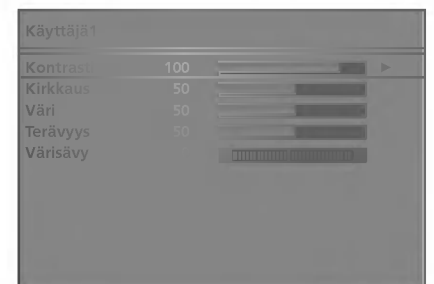 Käyttäjä1
Kontrasti 100
Kirkkaus 50
Väri 50
Terävyys 50
Värisävy